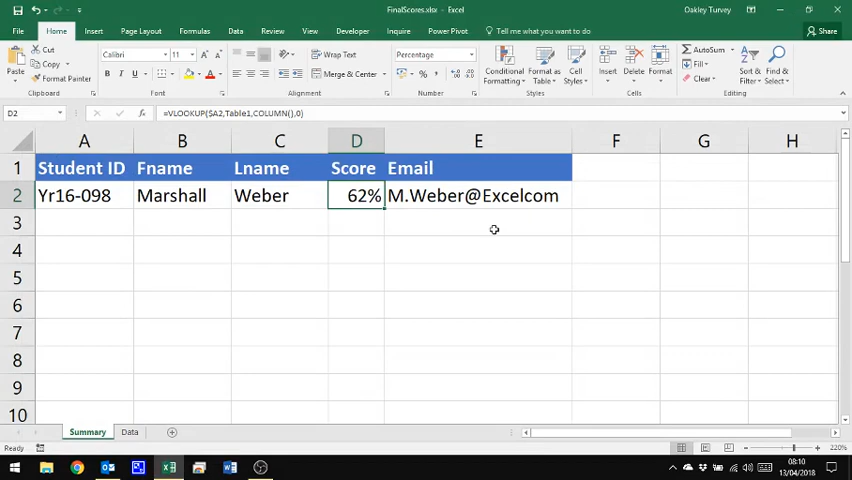 FinalScores.xlsx - Excel
Oakley Turvey
File Home Insert Page Layout Formulas Data Review View Developer Inquire Power Pivot Tell me what you want to do Share
Paste Cut Copy Format Painter Clipboard
Calibri 11 A A B I U A Font
Wrap Text Merge & Center Alignment
Percentage % , Number
Conditional Formatting Format as Table Cell Styles Styles
Insert Delete Format Cells
AutoSum Fill Clear Sort & Filter Find & Select Editing
D2 fx =VLOOKUP($A2,Table1,COLUMN(),0)
A B C D E F G H
1 Student ID Fname Lname Score Email
2 Yr16-098 Marshall Weber 62% M.Weber@Excelcom
3
4
5
6
7
8
9
10
Summary Data
Ready 220%
08:10
13/04/2018